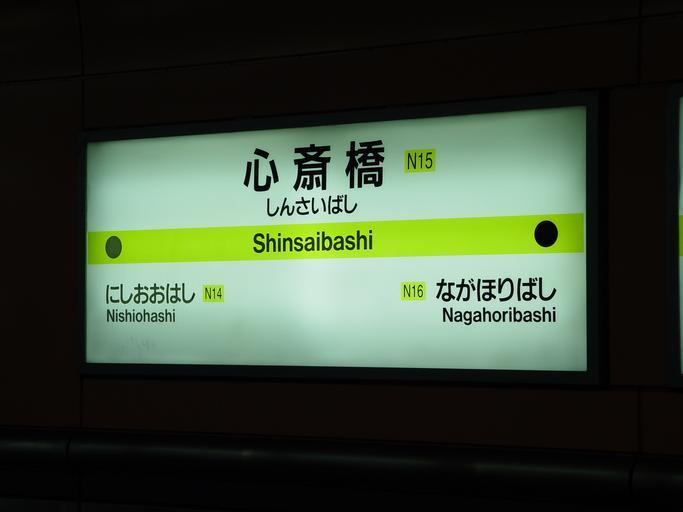 心斎橋 N15
しんさいばし
Shinsaibashi
にしおおはし N14
Nishiohashi
N16 ながほりばし
Nagahoribashi